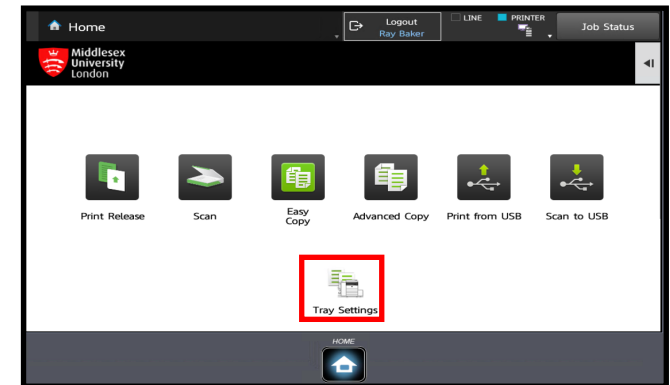 Home
Logout
Ray Baker
LINE
PRINTER
Job Status
Middlesex
University
London
Print Release
Scan
Easy
Copy
Advanced Copy
Print from USB
Scan to USB
Tray Settings
HOME